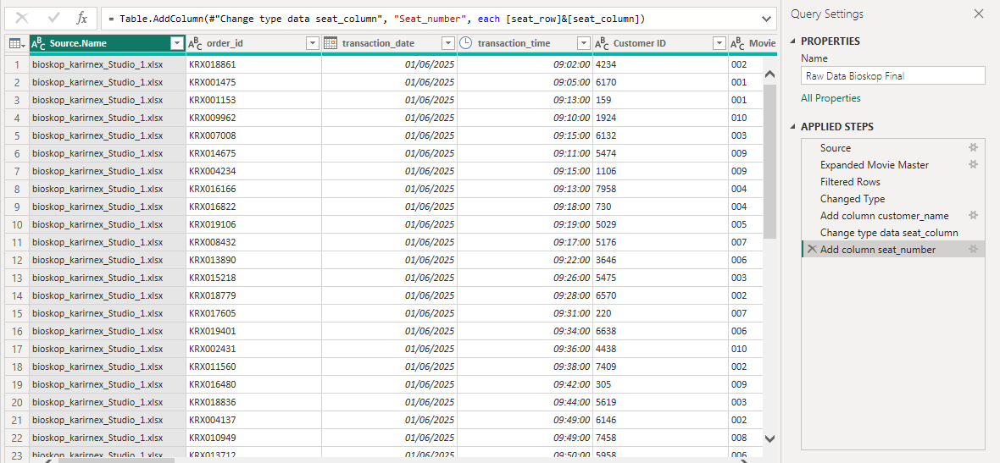 fx = Table.AddColumn(#"Change type data seat_column", "Seat_number", each [seat_row]&[seat_column])
Source.Name order_id transaction_date transaction_time Customer ID Movie
1 bioskop_karirnex_Studio_1.xlsx KRX018861 01/06/2025 09:02:00 4234 002
2 bioskop_karirnex_Studio_1.xlsx KRX001475 01/06/2025 09:05:00 6170 001
3 bioskop_karirnex_Studio_1.xlsx KRX001153 01/06/2025 09:13:00 159 001
4 bioskop_karirnex_Studio_1.xlsx KRX009962 01/06/2025 09:10:00 1924 010
5 bioskop_karirnex_Studio_1.xlsx KRX007008 01/06/2025 09:15:00 6132 003
6 bioskop_karirnex_Studio_1.xlsx KRX014675 01/06/2025 09:11:00 5474 009
7 bioskop_karirnex_Studio_1.xlsx KRX004234 01/06/2025 09:15:00 1106 009
8 bioskop_karirnex_Studio_1.xlsx KRX016166 01/06/2025 09:13:00 7958 004
9 bioskop_karirnex_Studio_1.xlsx KRX016822 01/06/2025 09:18:00 730 004
10 bioskop_karirnex_Studio_1.xlsx KRX019106 01/06/2025 09:19:00 5029 005
11 bioskop_karirnex_Studio_1.xlsx KRX008432 01/06/2025 09:17:00 5176 007
12 bioskop_karirnex_Studio_1.xlsx KRX013890 01/06/2025 09:22:00 3646 006
13 bioskop_karirnex_Studio_1.xlsx KRX015218 01/06/2025 09:26:00 5475 003
14 bioskop_karirnex_Studio_1.xlsx KRX018779 01/06/2025 09:28:00 6570 002
15 bioskop_karirnex_Studio_1.xlsx KRX017605 01/06/2025 09:31:00 220 007
16 bioskop_karirnex_Studio_1.xlsx KRX019401 01/06/2025 09:34:00 6638 006
17 bioskop_karirnex_Studio_1.xlsx KRX002431 01/06/2025 09:36:00 4438 010
18 bioskop_karirnex_Studio_1.xlsx KRX011560 01/06/2025 09:38:00 7409 002
19 bioskop_karirnex_Studio_1.xlsx KRX016480 01/06/2025 09:42:00 305 009
20 bioskop_karirnex_Studio_1.xlsx KRX018836 01/06/2025 09:44:00 5619 003
21 bioskop_karirnex_Studio_1.xlsx KRX004137 01/06/2025 09:49:00 6146 002
22 bioskop_karirnex_Studio_1.xlsx KRX010949 01/06/2025 09:49:00 7458 008
23 bioskop_karirnex_Studio_1.xlsx KRX013712 01/06/2025 09:50:00 5958 006
Query Settings
PROPERTIES
Name
Raw Data Bioskop Final
All Properties
APPLIED STEPS
Source
Expanded Movie Master
Filtered Rows
Changed Type
Add column customer_name
Change type data seat_column
Add column seat_number